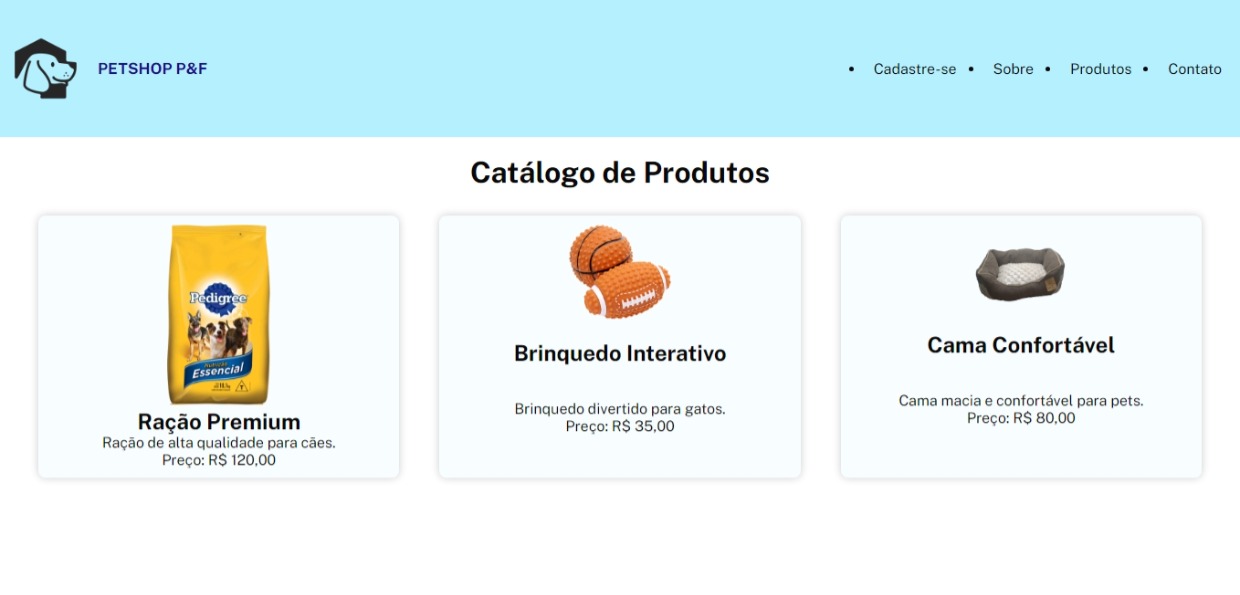 PETSHOP P&F
Cadastre-se
Sobre
Produtos
Contato
Catálogo de Produtos
Pedigree
Essencial
Ração Premium
Ração de alta qualidade para cães.
Preço: R$ 120,00
Brinquedo Interativo
Brinquedo divertido para gatos.
Preço: R$ 35,00
Cama Confortável
Cama macia e confortável para pets.
Preço: R$ 80,00